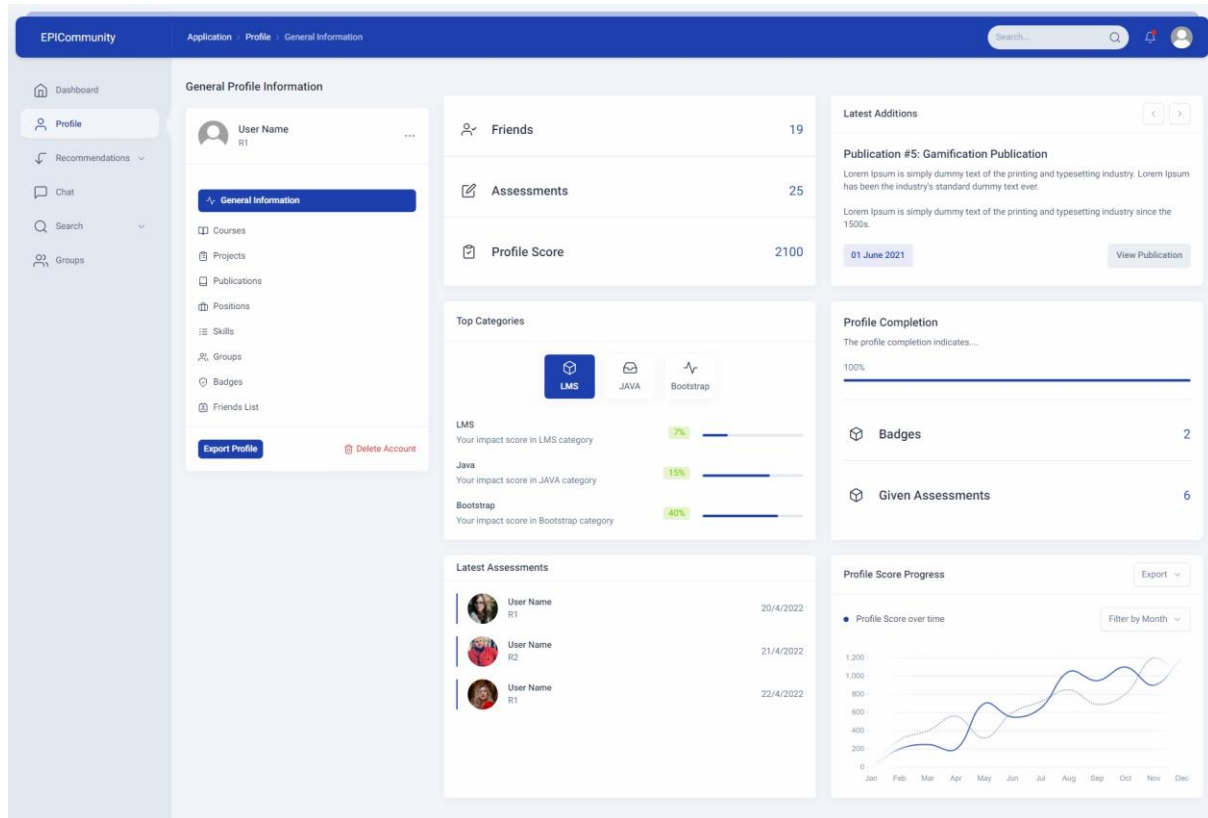 EPICommunity
Application > Profile > General Information
Search...
Dashboard
Profile
Recommendations
Chat
Search
Groups
General Profile Information
User Name
R1
...
General Information
Courses
Projects
Publications
Positions
Skills
Groups
Badges
Friends List
Export Profile
Delete Account
Friends 19
Assessments 25
Profile Score 2100
Latest Additions
Publication #5: Gamification Publication
Lorem Ipsum is simply dummy text of the printing and typesetting industry. Lorem Ipsum
has been the industry's standard dummy text ever.
Lorem Ipsum is simply dummy text of the printing and typesetting industry since the
1500s.
01 June 2021
View Publication
Top Categories
LMS
JAVA
Bootstrap
LMS
Your impact score in LMS category
7%
Java
Your impact score in JAVA category
15%
Bootstrap
Your impact score in Bootstrap category
40%
Profile Completion
The profile completion indicates....
100%
Badges 2
Given Assessments 6
Latest Assessments
User Name
R1
20/4/2022
User Name
R2
21/4/2022
User Name
R1
22/4/2022
Profile Score Progress
Export
Profile Score over time
Filter by Month
1,200
1,000
800
600
400
200
0
Jan Feb Mar Apr May Jun Jul Aug Sep Oct Nov Dec